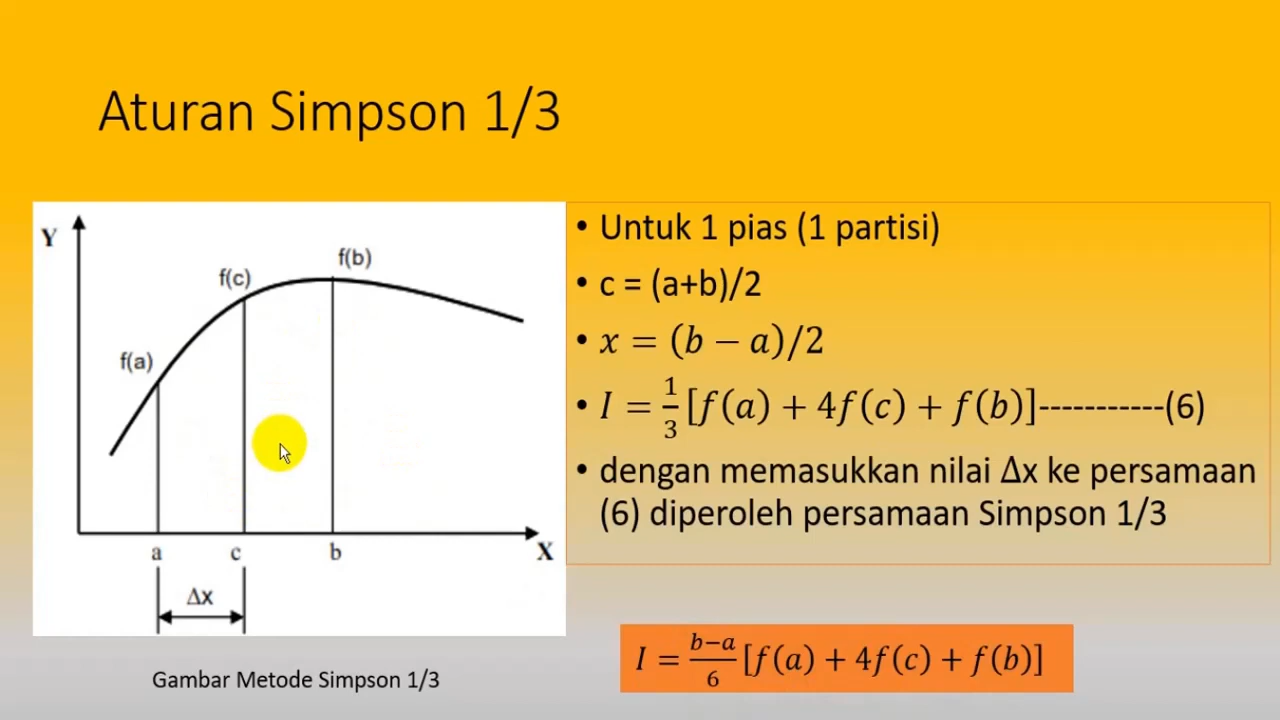 Aturan Simpson 1/3
Y
f(a)
f(c)
f(b)
a
c
b
X
Δx
Gambar Metode Simpson 1/3
• Untuk 1 pias (1 partisi)
• c = (a+b)/2
• x = (b − a)/2
• I = 1/3 [f(a) + 4f(c) + f(b)]-----------(6)
• dengan memasukkan nilai Δx ke persamaan
(6) diperoleh persamaan Simpson 1/3
I = b−a/6 [f(a) + 4f(c) + f(b)]